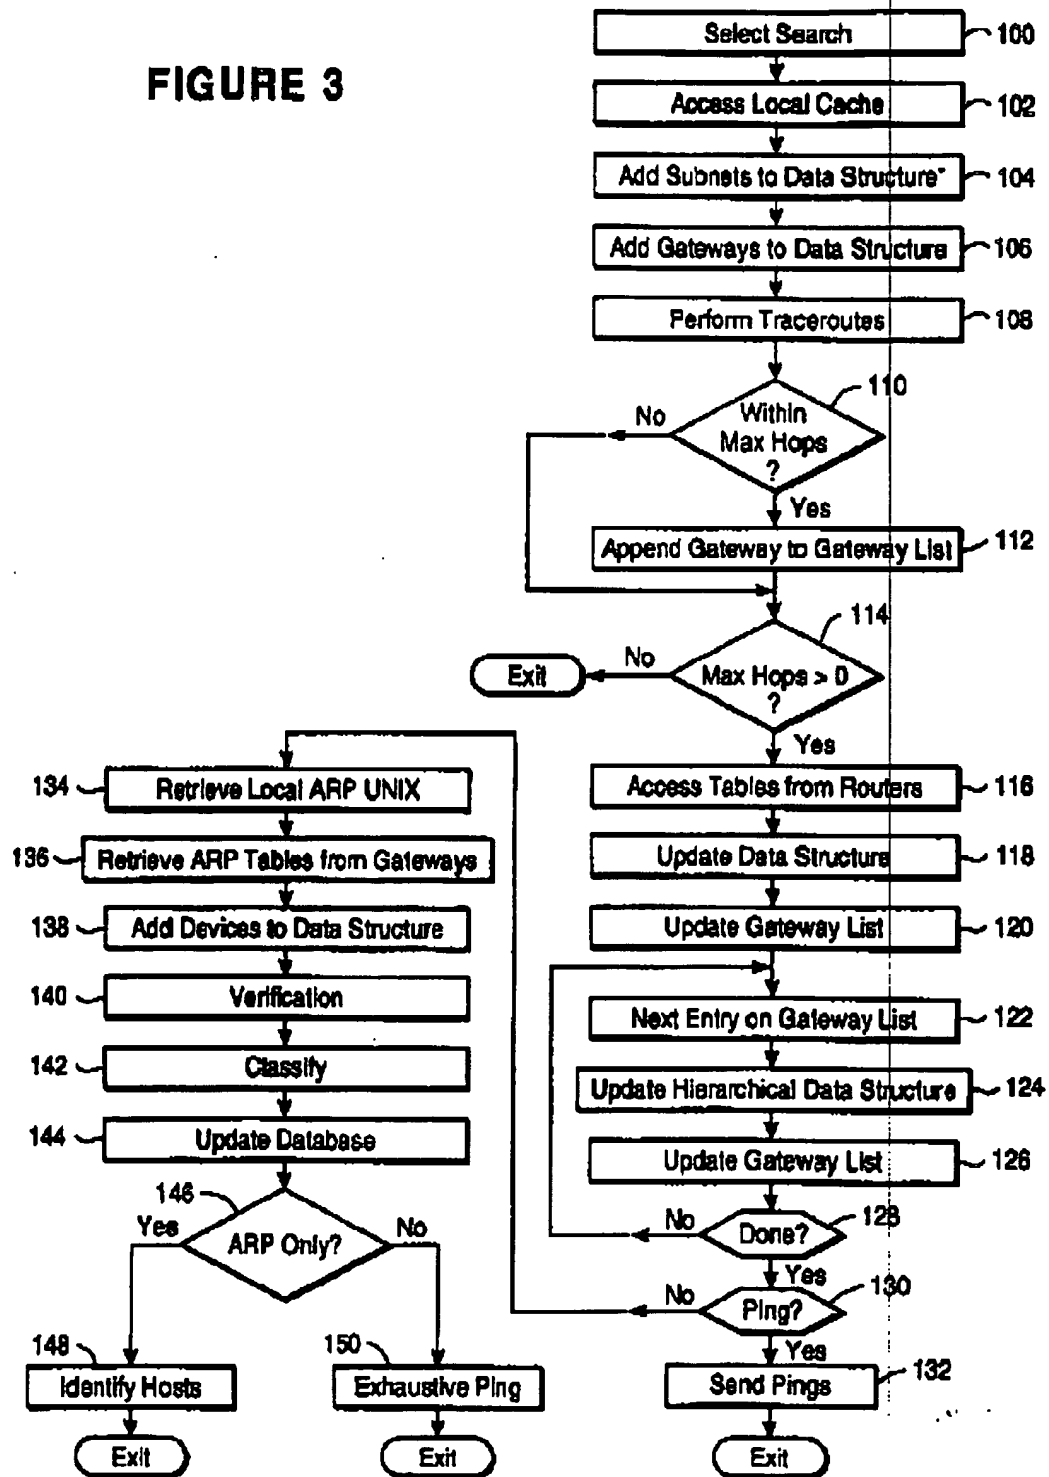 FIGURE 3
Select Search
100
Access Local Cache
102
Add Subnets to Data Structure
104
Add Gateways to Data Structure
106
Perform Traceroutes
108
110
Within
Max Hops
?
No
Yes
Append Gateway to Gateway List
112
114
Max Hops > 0
?
No
Exit
Yes
Access Tables from Routers
116
Update Data Structure
118
Update Gateway List
120
Next Entry on Gateway List
122
Update Hierarchical Data Structure
124
Update Gateway List
126
Done?
128
No
Yes
Ping?
130
No
Yes
Send Pings
132
Exit
134
Retrieve Local ARP UNIX
136
Retrieve ARP Tables from Gateways
138
Add Devices to Data Structure
140
Verification
142
Classify
144
Update Database
146
ARP Only?
Yes
No
148
Identify Hosts
Exit
150
Exhaustive Ping
Exit